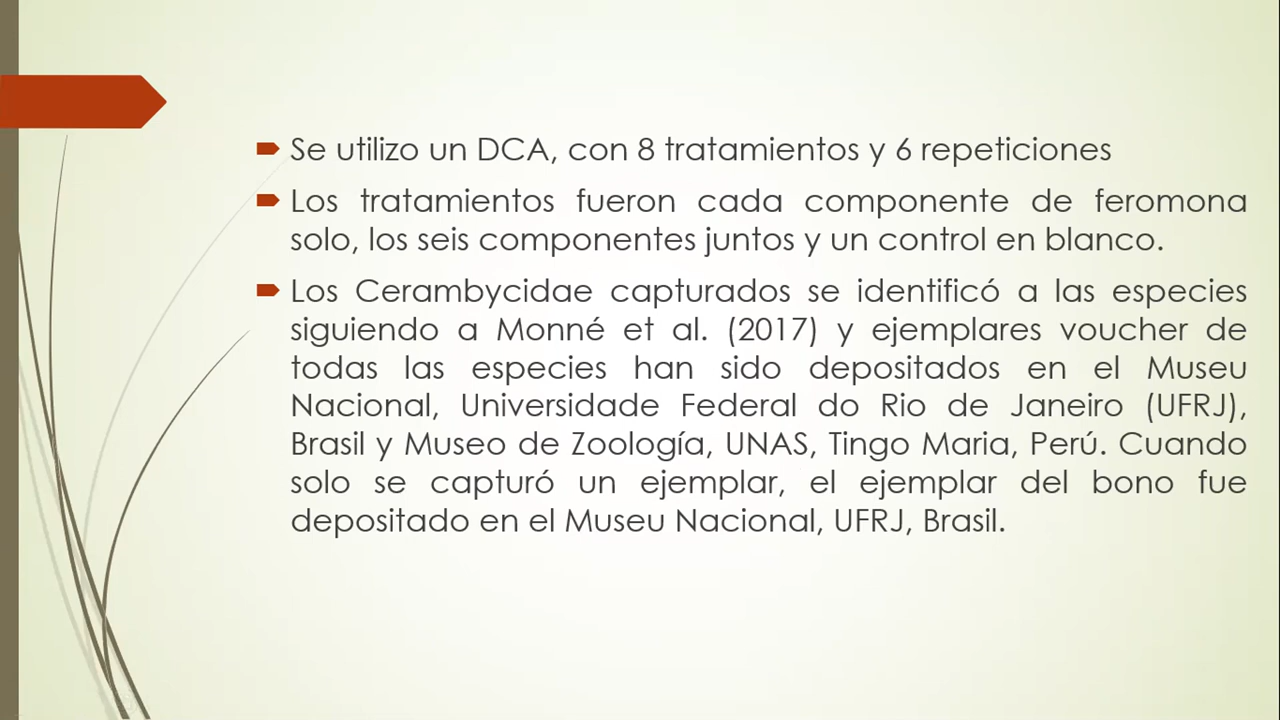 Se utilizo un DCA, con 8 tratamientos y 6 repeticiones
Los tratamientos fueron cada componente de feromona
solo, los seis componentes juntos y un control en blanco.
Los Cerambycidae capturados se identificó a las especies
siguiendo a Monné et al. (2017) y ejemplares voucher de
todas las especies han sido depositados en el Museu
Nacional, Universidade Federal do Rio de Janeiro (UFRJ),
Brasil y Museo de Zoología, UNAS, Tingo Maria, Perú. Cuando
solo se capturó un ejemplar, el ejemplar del bono fue
depositado en el Museu Nacional, UFRJ, Brasil.